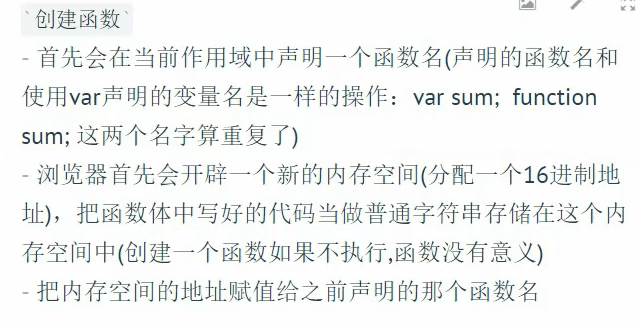 `创建函数`
- 首先会在当前作用域中声明一个函数名(声明的函数名和
使用var声明的变量名是一样的操作：var sum; function
sum; 这两个名字算重复了)
- 浏览器首先会开辟一个新的内存空间(分配一个16进制地
址)，把函数体中写好的代码当做普通字符串存储在这个内
存空间中(创建一个函数如果不执行,函数没有意义)
- 把内存空间的地址赋值给之前声明的那个函数名